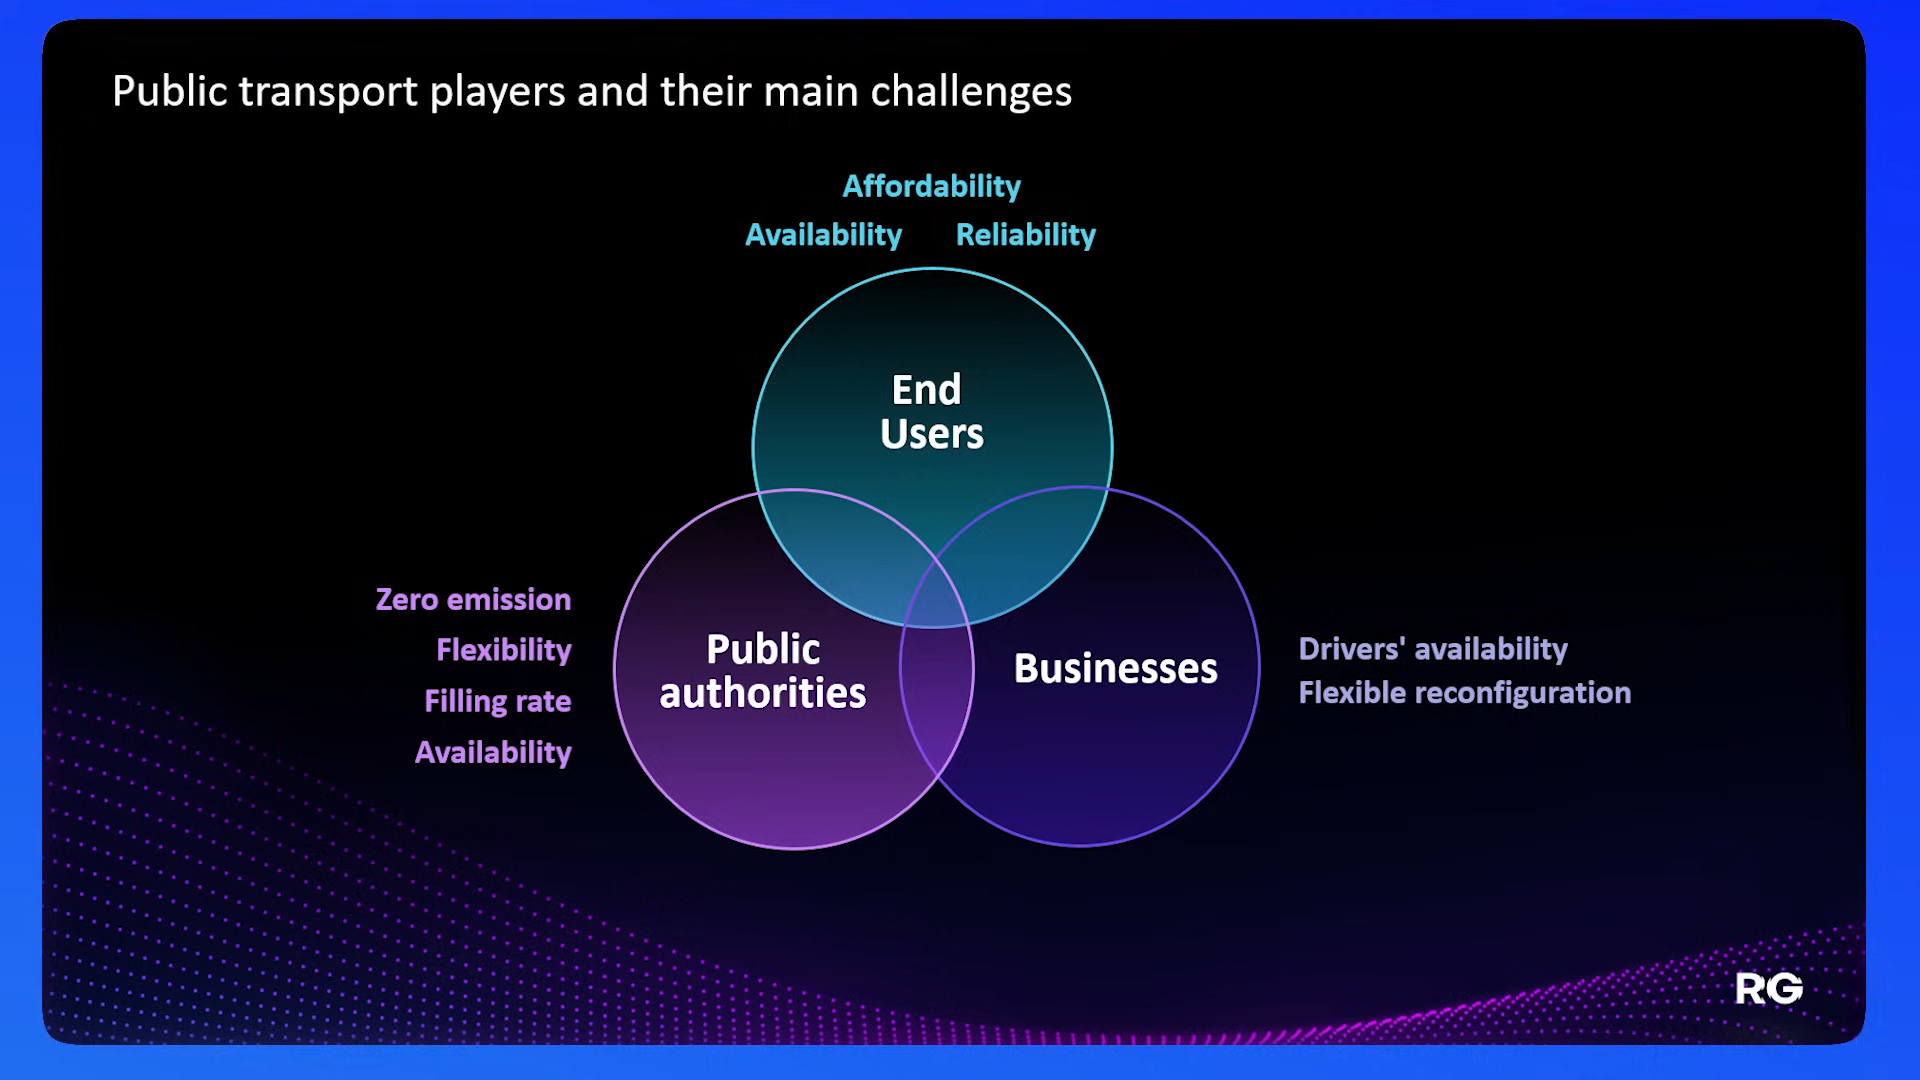 Public transport players and their main challenges
Affordability
Availability Reliability
End
Users
Zero emission
Flexibility
Filling rate
Availability
Public
authorities
Businesses
Drivers' availability
Flexible reconfiguration
RG